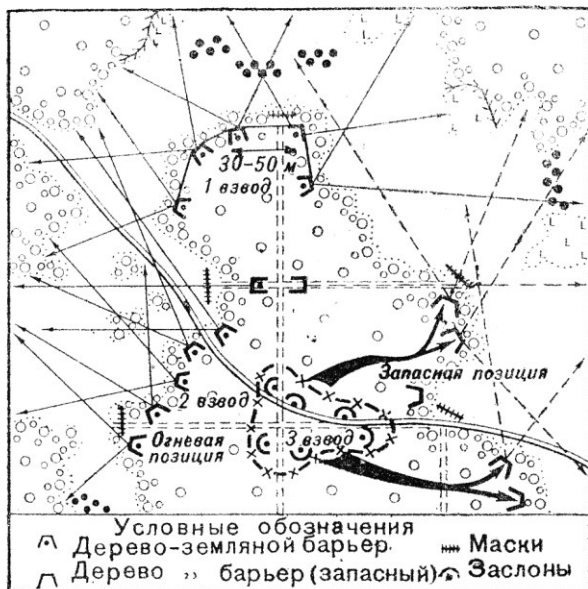 30-50 м
1 взвод
Запасная позиция
2 взвод
Огневая
позиция
3 взвод
Условные обозначения
Дерево-земляной барьер
Маски
Дерево „ барьер (запасный)
Заслоны